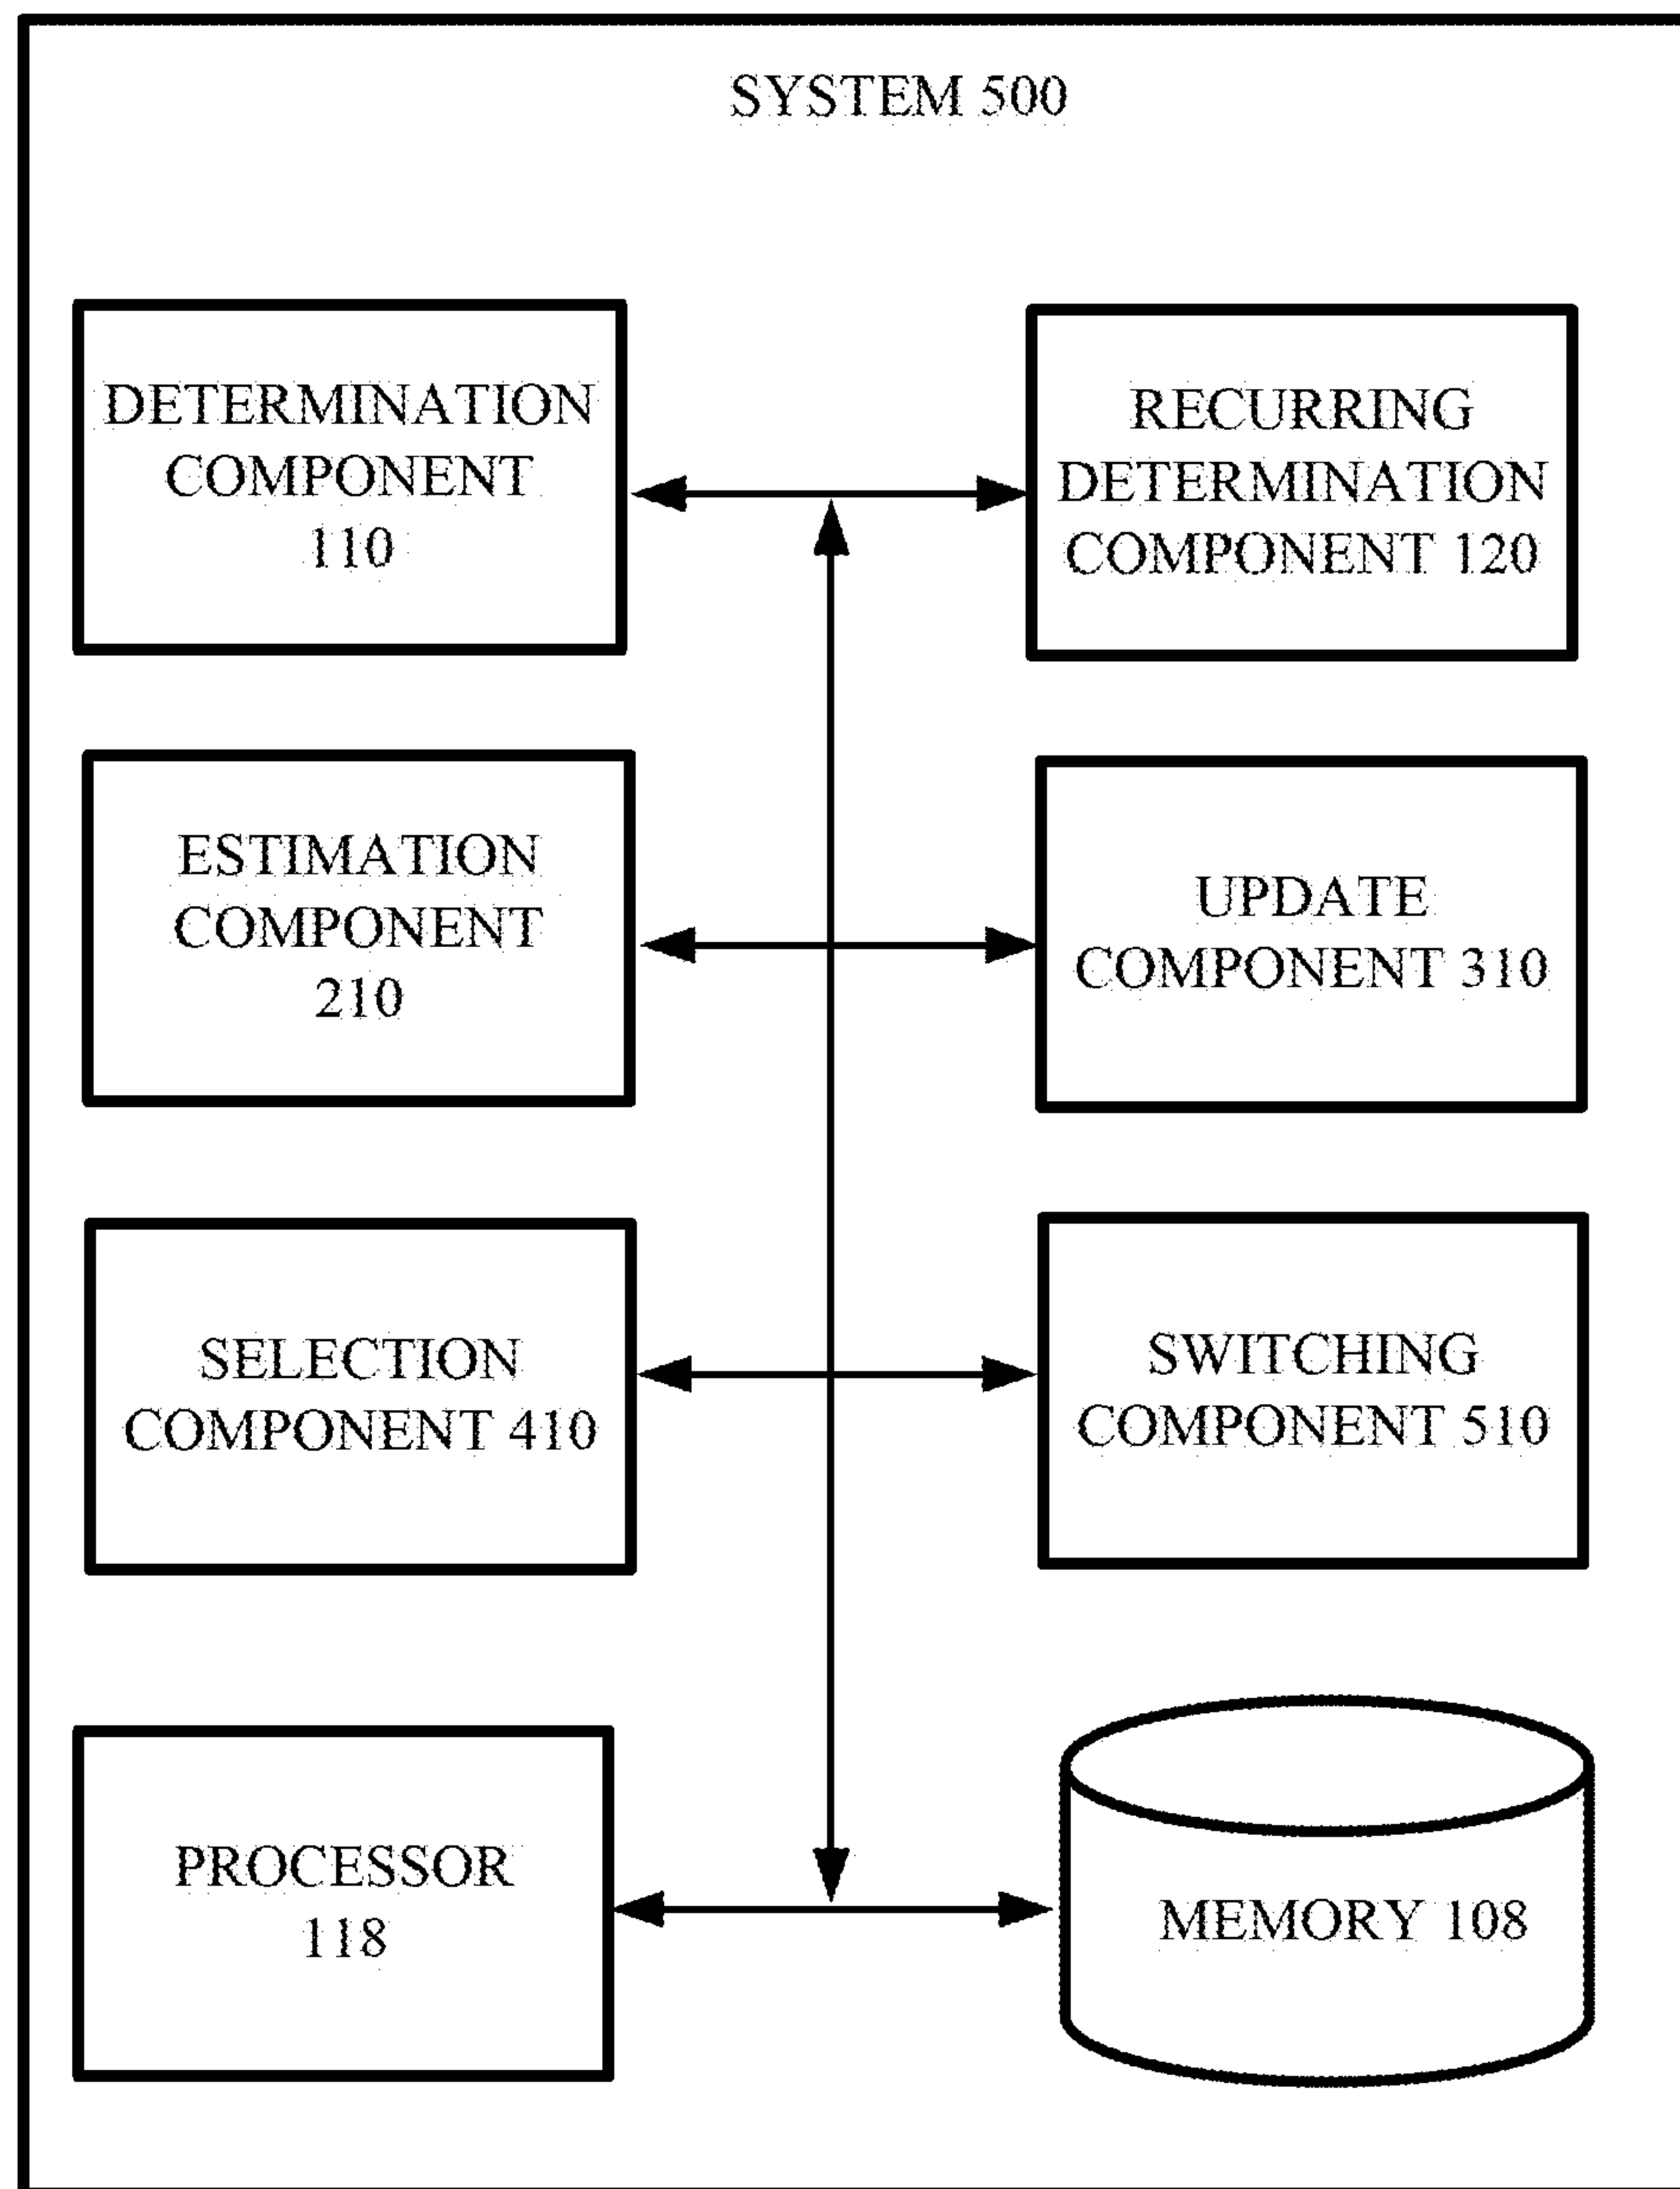 SYSTEM 500
DETERMINATION
COMPONENT
110
RECURRING
DETERMINATION
COMPONENT 120
ESTIMATION
COMPONENT
210
UPDATE
COMPONENT 310
SELECTION
COMPONENT 410
SWITCHING
COMPONENT 510
PROCESSOR
118
MEMORY 108